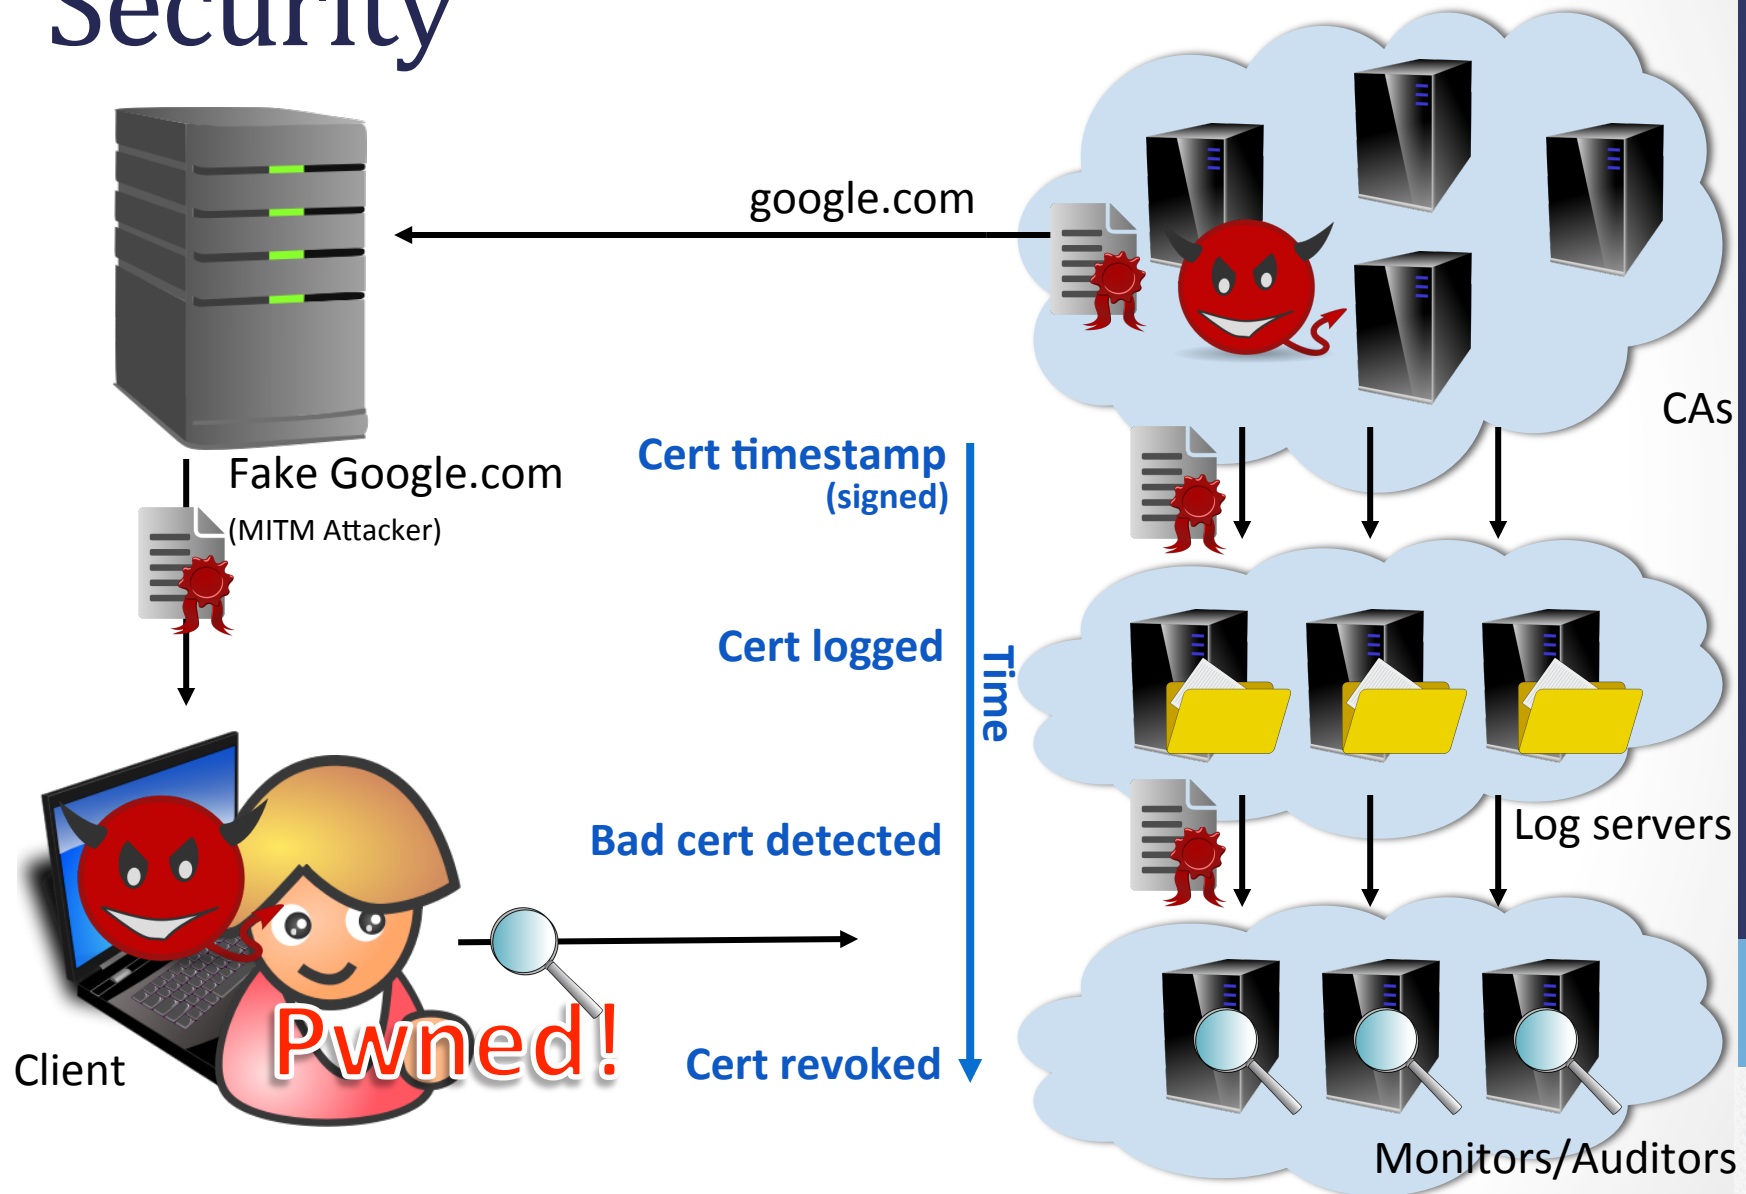 Security
google.com
CAs
Fake Google.com
(MITM Attacker)
Cert timestamp
(signed)
Cert logged
Time
Bad cert detected
Log servers
Pwned!
Client
Cert revoked
Monitors/Auditors